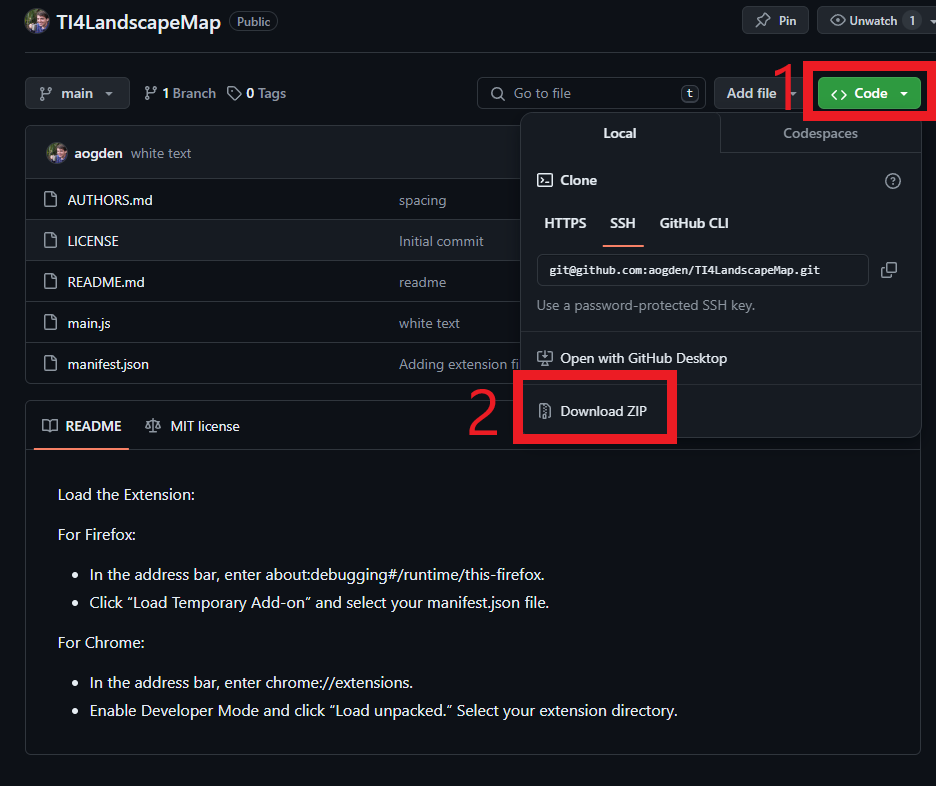 TI4LandscapeMap Public Pin Unwatch 1
main 1 Branch 0 Tags Go to file t Add file 1 <> Code
Local Codespaces
aogden white text
Clone
AUTHORS.md spacing
HTTPS SSH GitHub CLI
LICENSE Initial commit
git@github.com:aogden/TI4LandscapeMap.git
README.md readme
Use a password-protected SSH key.
main.js white text
Open with GitHub Desktop
manifest.json Adding extension fi
2 Download ZIP
README MIT license
Load the Extension:
For Firefox:
• In the address bar, enter about:debugging#/runtime/this-firefox.
• Click “Load Temporary Add-on” and select your manifest.json file.
For Chrome:
• In the address bar, enter chrome://extensions.
• Enable Developer Mode and click “Load unpacked.” Select your extension directory.